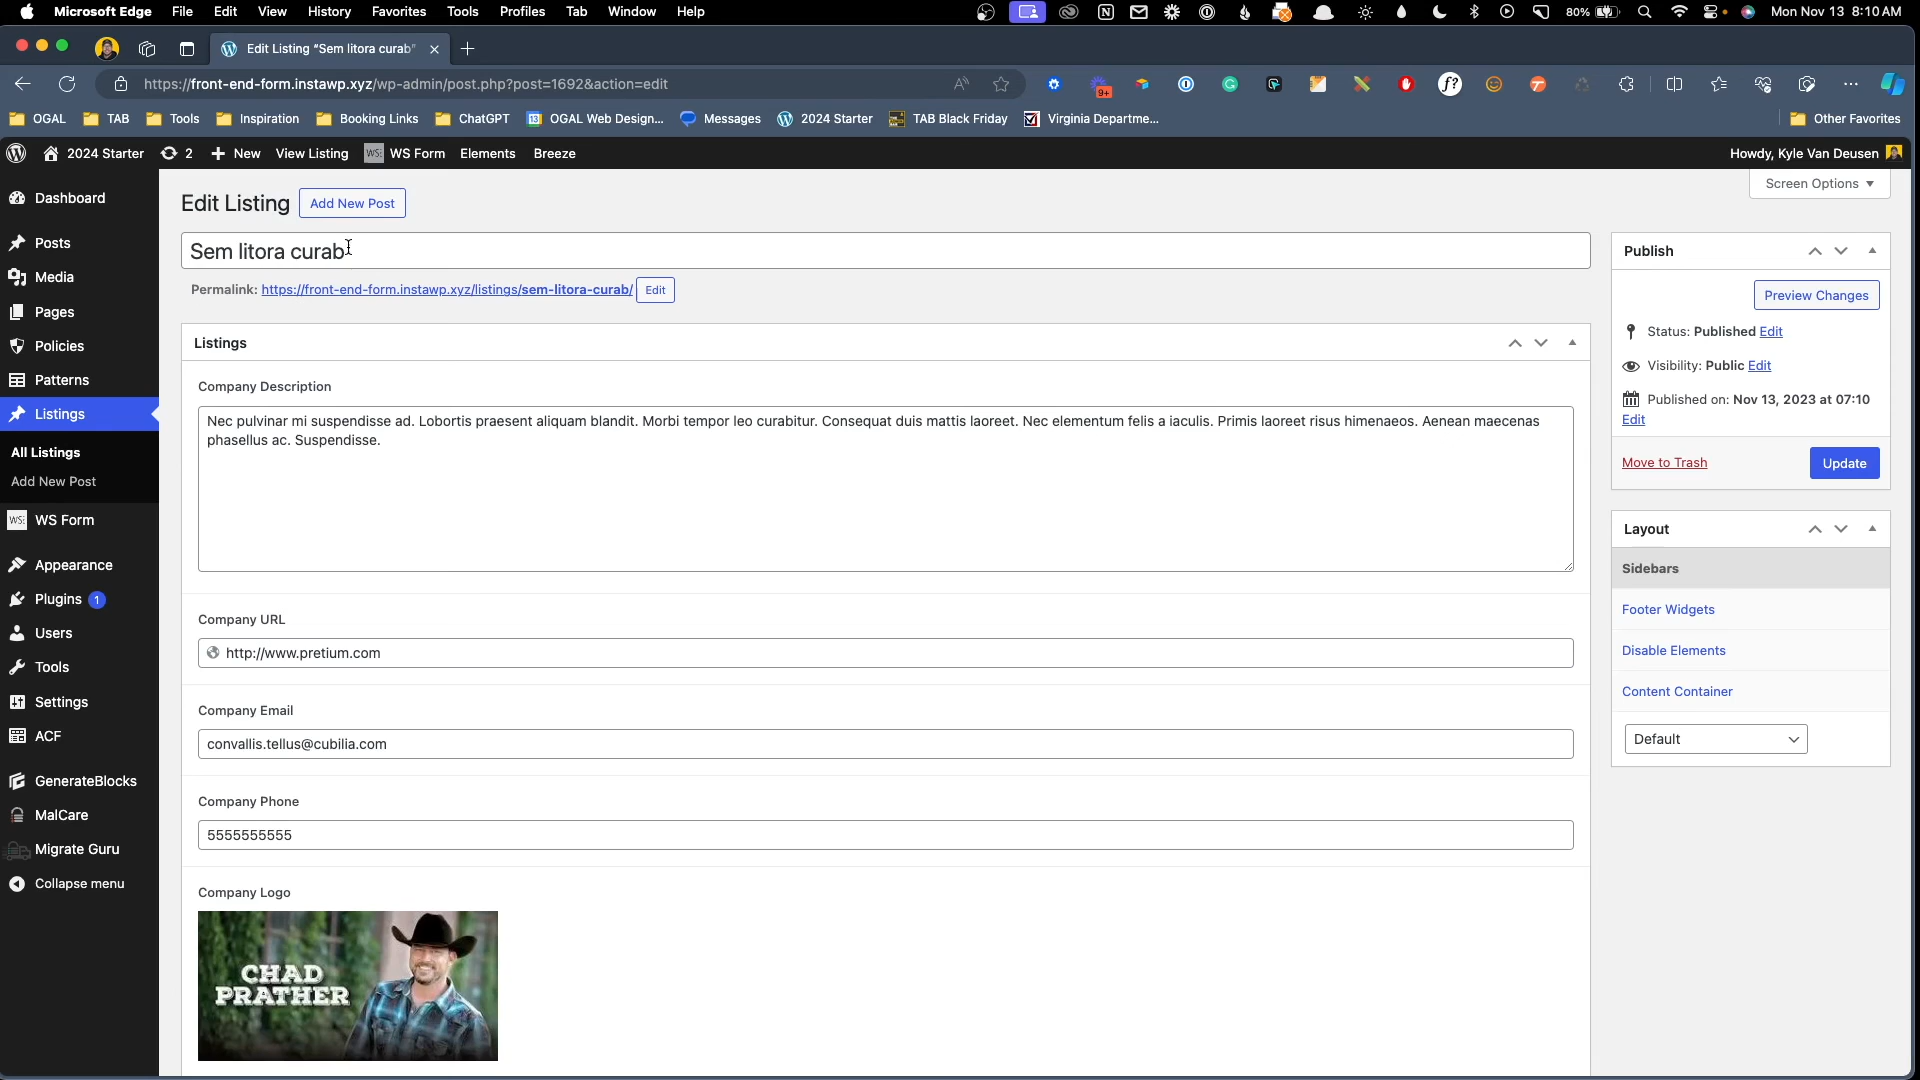 Microsoft Edge File Edit View History Favorites Tools Profiles Tab Window Help 80% Mon Nov 13 8:10 AM
Edit Listing “Sem litora curab”
https://front-end-form.instawp.xyz/wp-admin/post.php?post=1692&action=edit
9+
OGAL TAB Tools Inspiration Booking Links ChatGPT OGAL Web Design... Messages 2024 Starter TAB Black Friday Virginia Departme... Other Favorites
2024 Starter 2 New View Listing WS Form Elements Breeze Howdy, Kyle Van Deusen
Screen Options
Edit Listing Add New Post
Sem litora curab
Permalink: https://front-end-form.instawp.xyz/listings/sem-litora-curab/ Edit
Dashboard
Posts
Media
Pages
Policies
Patterns
Listings
All Listings
Add New Post
WS Form
Appearance
Plugins 1
Users
Tools
Settings
ACF
GenerateBlocks
MalCare
Migrate Guru
Collapse menu
Listings
Company Description
Nec pulvinar mi suspendisse ad. Lobortis praesent aliquam blandit. Morbi tempor leo curabitur. Consequat duis mattis laoreet. Nec elementum felis a iaculis. Primis laoreet risus himenaeos. Aenean maecenas
phasellus ac. Suspendisse.
Company URL
http://www.pretium.com
Company Email
convallis.tellus@cubilia.com
Company Phone
5555555555
Company Logo
CHAD
PRATHER
Publish
Preview Changes
Status: Published Edit
Visibility: Public Edit
Published on: Nov 13, 2023 at 07:10
Edit
Move to Trash Update
Layout
Sidebars
Footer Widgets
Disable Elements
Content Container
Default